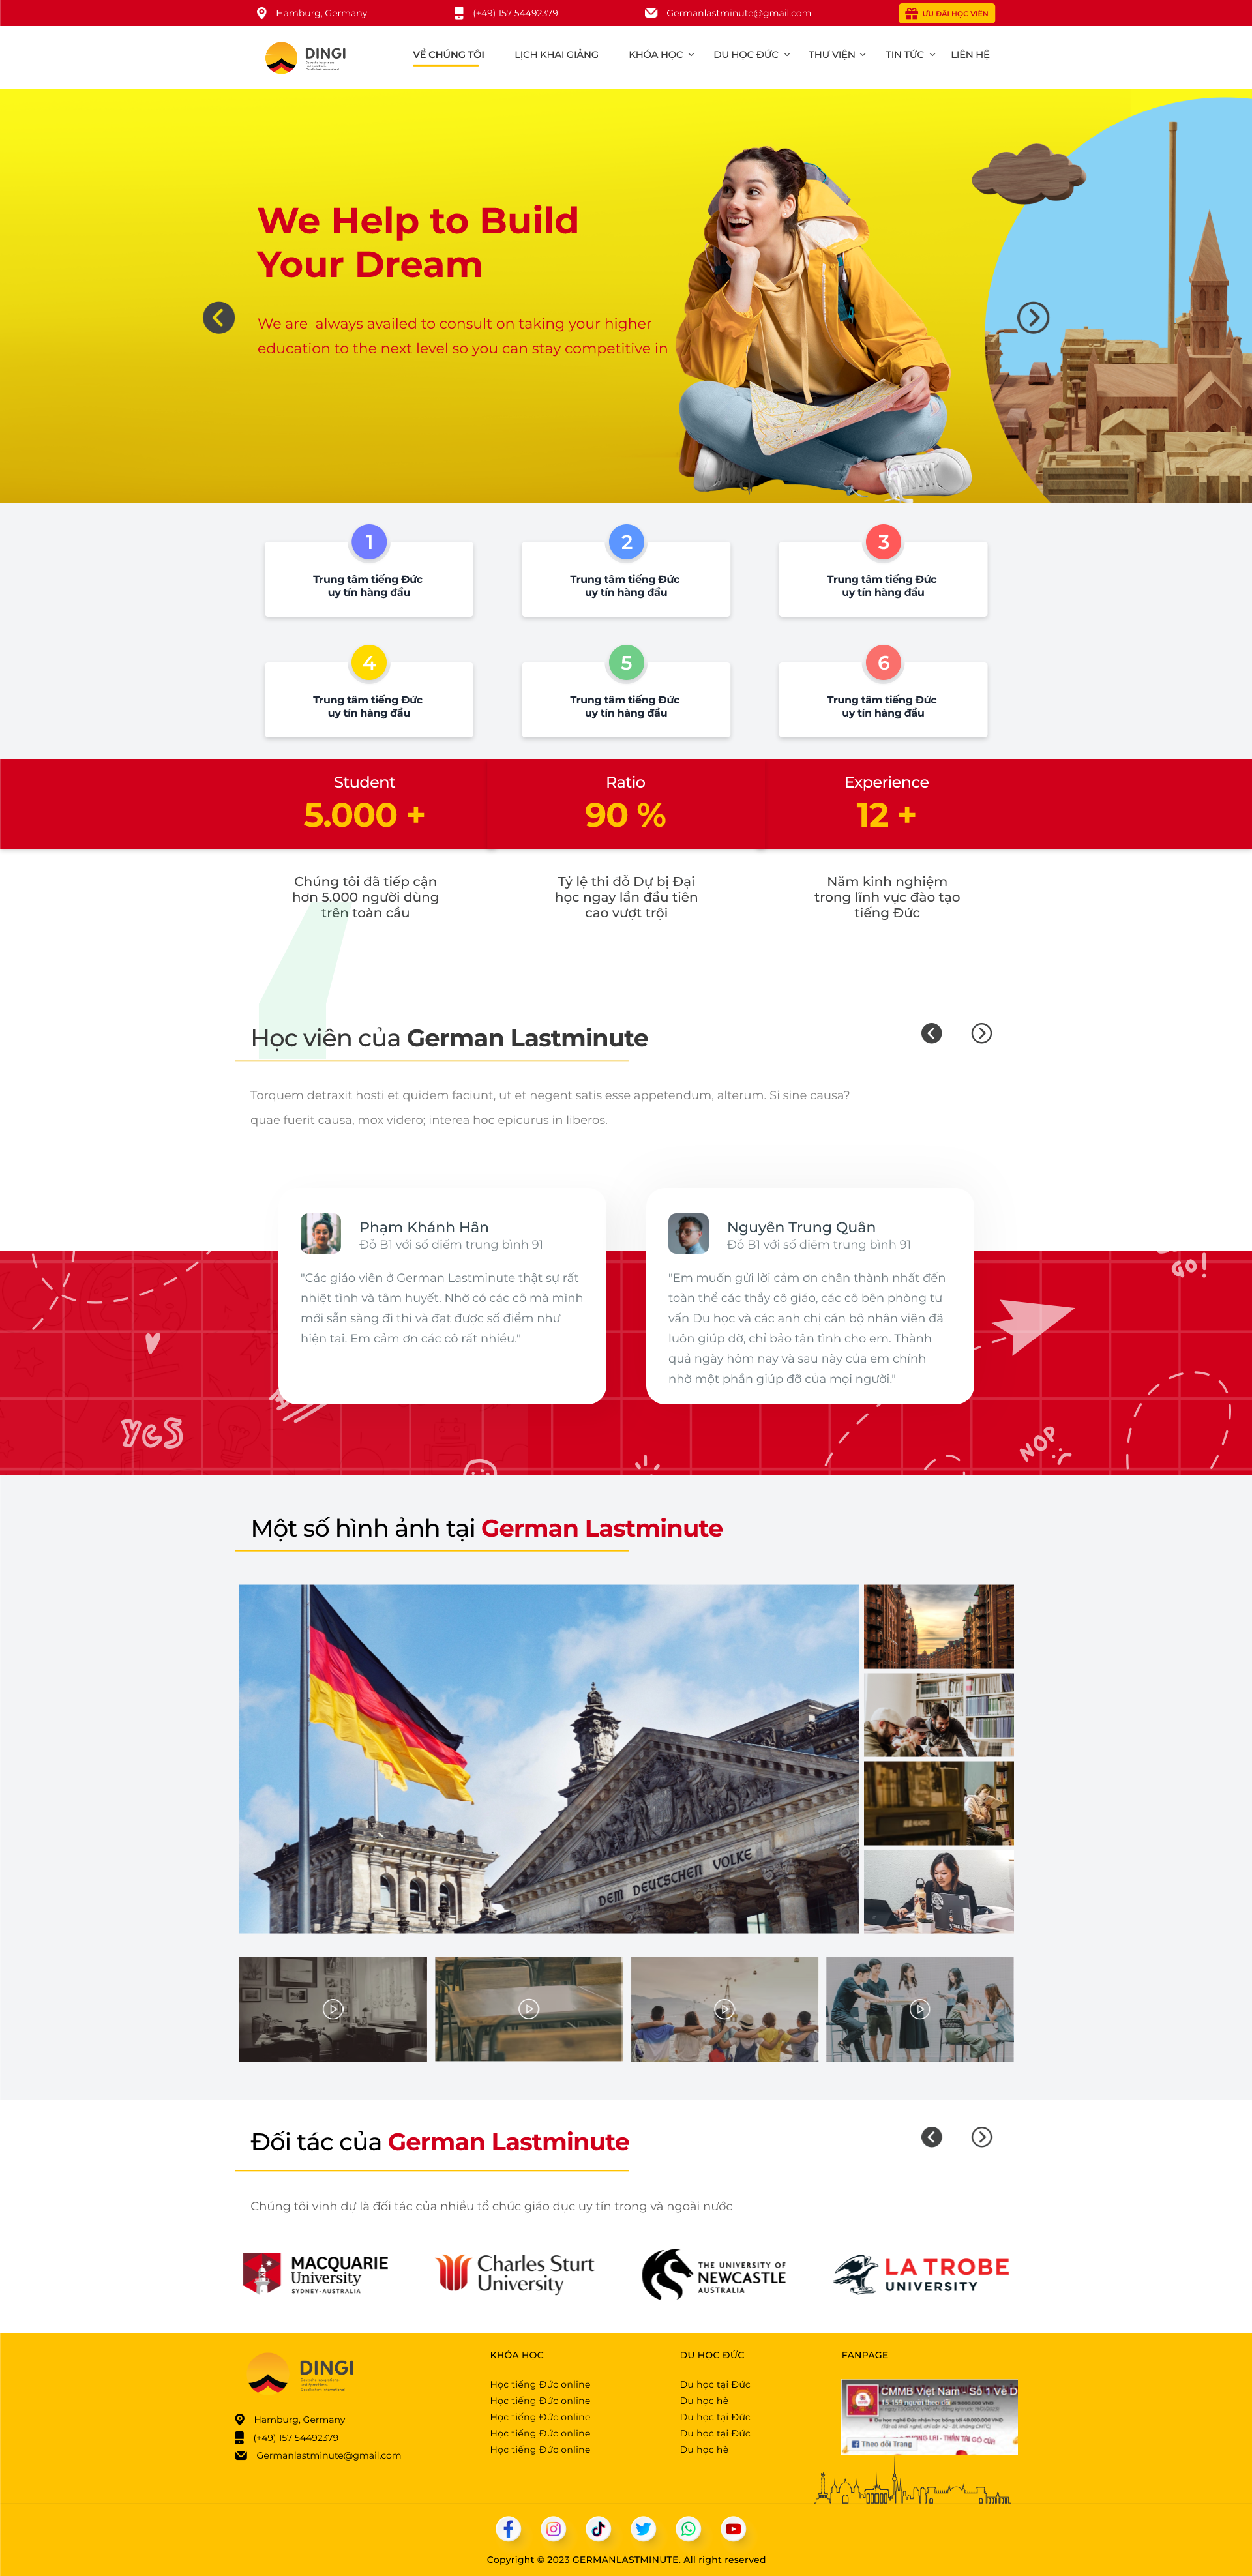 Hamburg, Germany
(+49) 157 54492379
Germanlastminute@gmail.com
ƯU ĐÃI HỌC VIÊN
DINGI
VỀ CHÚNG TÔI
LỊCH KHAI GIẢNG
KHÓA HỌC
DU HỌC ĐỨC
THƯ VIỆN
TIN TỨC
LIÊN HỆ
We Help to Build
Your Dream
We are always availed to consult on taking your higher
education to the next level so you can stay competitive in
1
2
3
Trung tâm tiếng Đức
uy tín hàng đầu
Trung tâm tiếng Đức
uy tín hàng đầu
Trung tâm tiếng Đức
uy tín hàng đầu
4
5
6
Trung tâm tiếng Đức
uy tín hàng đầu
Trung tâm tiếng Đức
uy tín hàng đầu
Trung tâm tiếng Đức
uy tín hàng đầu
Student
5.000 +
Ratio
90 %
Experience
12 +
Chúng tôi đã tiếp cận
hơn 5.000 người dùng
trên toàn cầu
Tỷ lệ thi đỗ Dự bị Đại
học ngay lần đầu tiên
cao vượt trội
Năm kinh nghiệm
trong lĩnh vực đào tạo
tiếng Đức
Học viên của German Lastminute
Torquem detraxit hosti et quidem faciunt, ut et negent satis esse appetendum, alterum. Si sine causa?
quae fuerit causa, mox videro; interea hoc epicurus in liberos.
Phạm Khánh Hân
Đỗ B1 với số điểm trung bình 91
"Các giáo viên ở German Lastminute thật sự rất
nhiệt tình và tâm huyết. Nhờ có các cô mà mình
mới sẵn sàng đi thi và đạt được số điểm như
hiện tại. Em cảm ơn các cô rất nhiều."
Nguyên Trung Quân
Đỗ B1 với số điểm trung bình 91
"Em muốn gửi lời cảm ơn chân thành nhất đến
toàn thể các thầy cô giáo, các cô bên phòng tư
vấn Du học và các anh chị cán bộ nhân viên đã
luôn giúp đỡ, chỉ bảo tận tình cho em. Thành
quả ngày hôm nay và sau này của em chính
nhờ một phần giúp đỡ của mọi người."
GO!
YES
NOP
Một số hình ảnh tại German Lastminute
DEM DEUTSCHEN VOLKE
Đối tác của German Lastminute
Chúng tôi vinh dự là đối tác của nhiều tổ chức giáo dục uy tín trong và ngoài nước
MACQUARIE
University
SYDNEY-AUSTRALIA
Charles Sturt
University
THE UNIVERSITY OF
NEWCASTLE
AUSTRALIA
LA TROBE
UNIVERSITY
DINGI
Hamburg, Germany
(+49) 157 54492379
Germanlastminute@gmail.com
KHÓA HỌC
Học tiếng Đức online
Học tiếng Đức online
Học tiếng Đức online
Học tiếng Đức online
Học tiếng Đức online
DU HỌC ĐỨC
Du học tại Đức
Du học hè
Du học tại Đức
Du học tại Đức
Du học hè
FANPAGE
CMMB Việt Nam - Số 1 Về D
15.159 người theo dõi
Theo dõi Trang
Copyright © 2023 GERMANLASTMINUTE. All right reserved